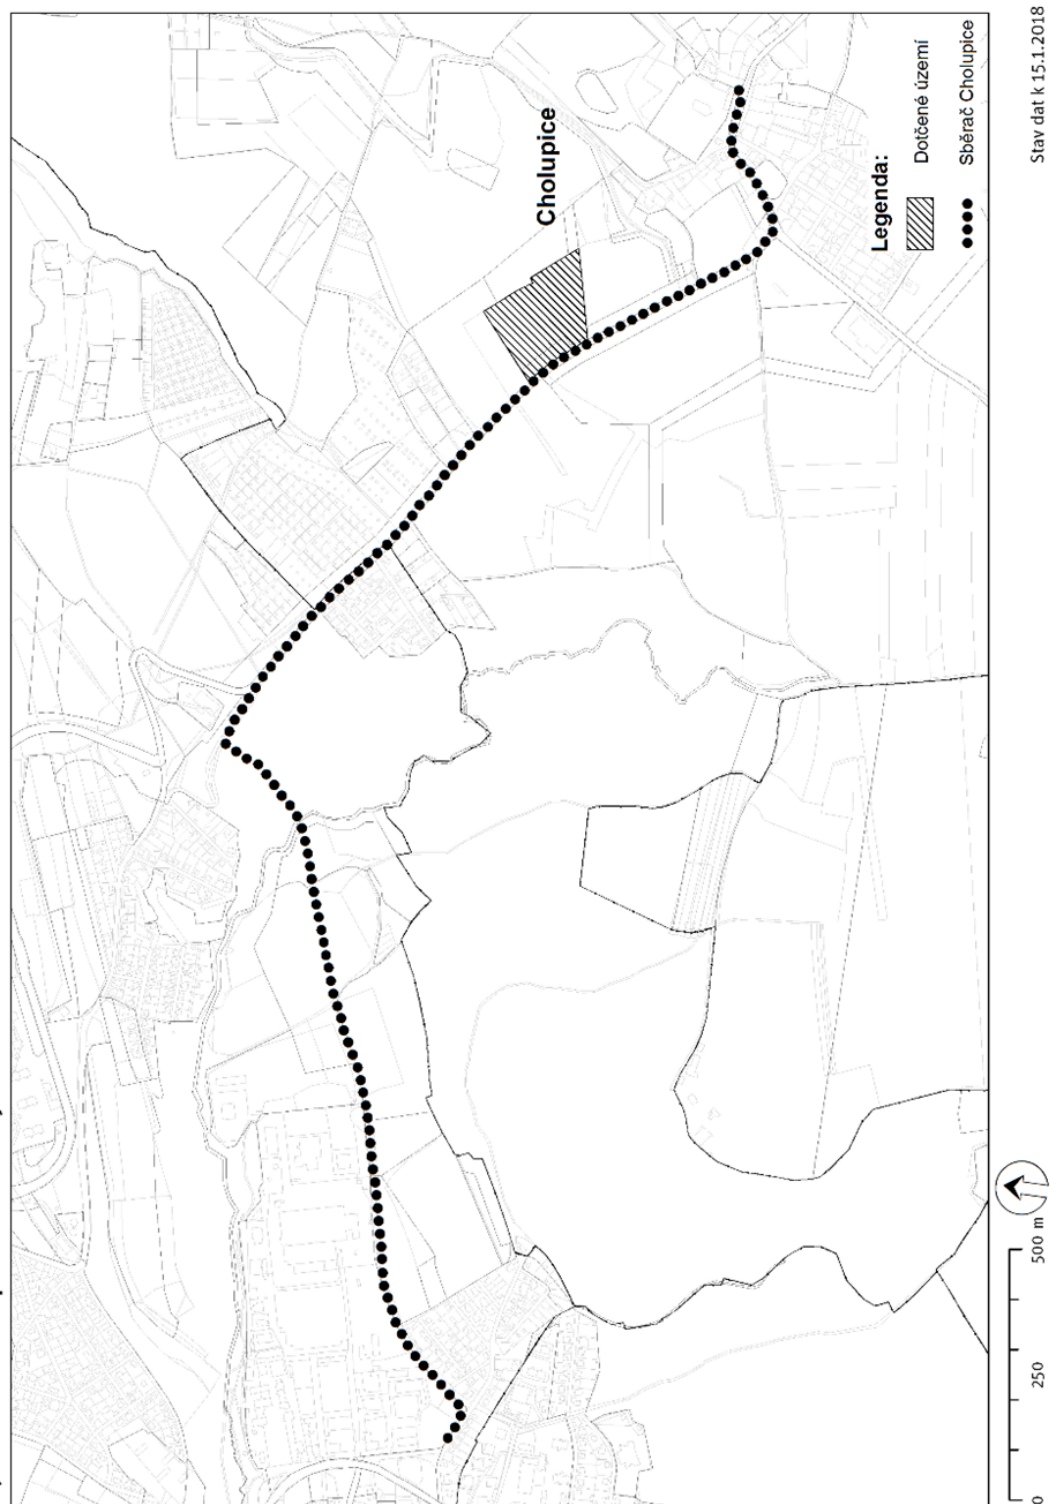 Cholupice
Legenda:
Dotčené území
Sběrač Cholupice
0 250 500 m
Stav dat k 15.1.2018